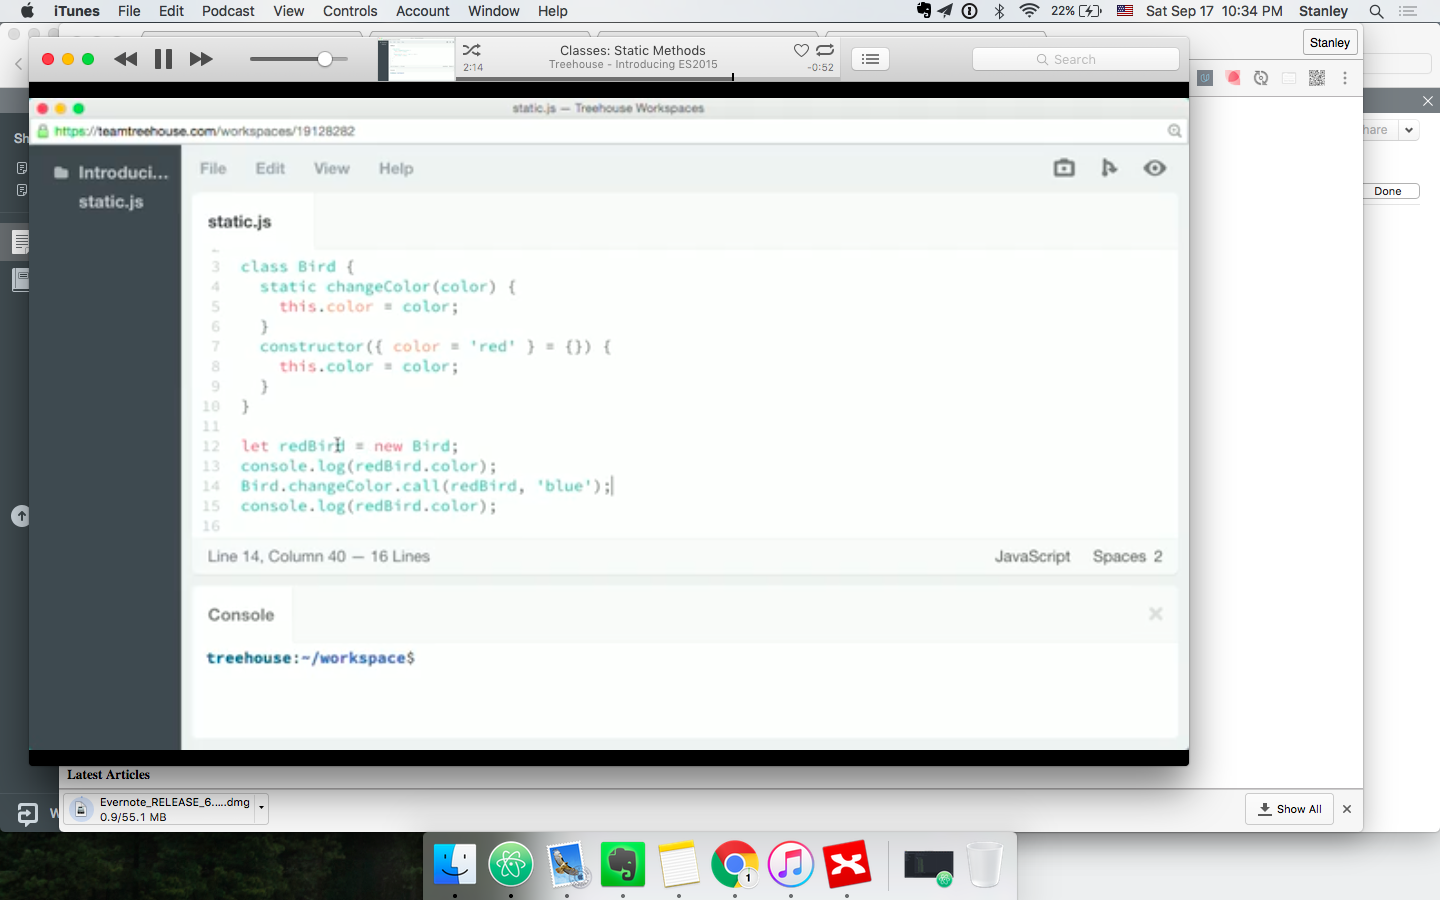 iTunes File Edit Podcast View Controls Account Window Help 22% Sat Sep 17 10:34 PM Stanley
Stanley
Classes: Static Methods
Treehouse - Introducing ES2015
2:14
-0:52
Search
static.js — Treehouse Workspaces
https://teamtreehouse.com/workspaces/19128282
hare
Done
Sh
Introduci...
static.js
File Edit View Help
static.js
2
3 class Bird {
4 static changeColor(color) {
5 this.color = color;
6 }
7 constructor({ color = 'red' } = {}) {
8 this.color = color;
9 }
10 }
11
12 let redBird = new Bird;
13 console.log(redBird.color);
14 Bird.changeColor.call(redBird, 'blue');
15 console.log(redBird.color);
16
Line 14, Column 40 — 16 Lines
JavaScript Spaces 2
Console
treehouse:~/workspace$
Latest Articles
W
Evernote_RELEASE_6.....dmg
0.9/55.1 MB
Show All
1